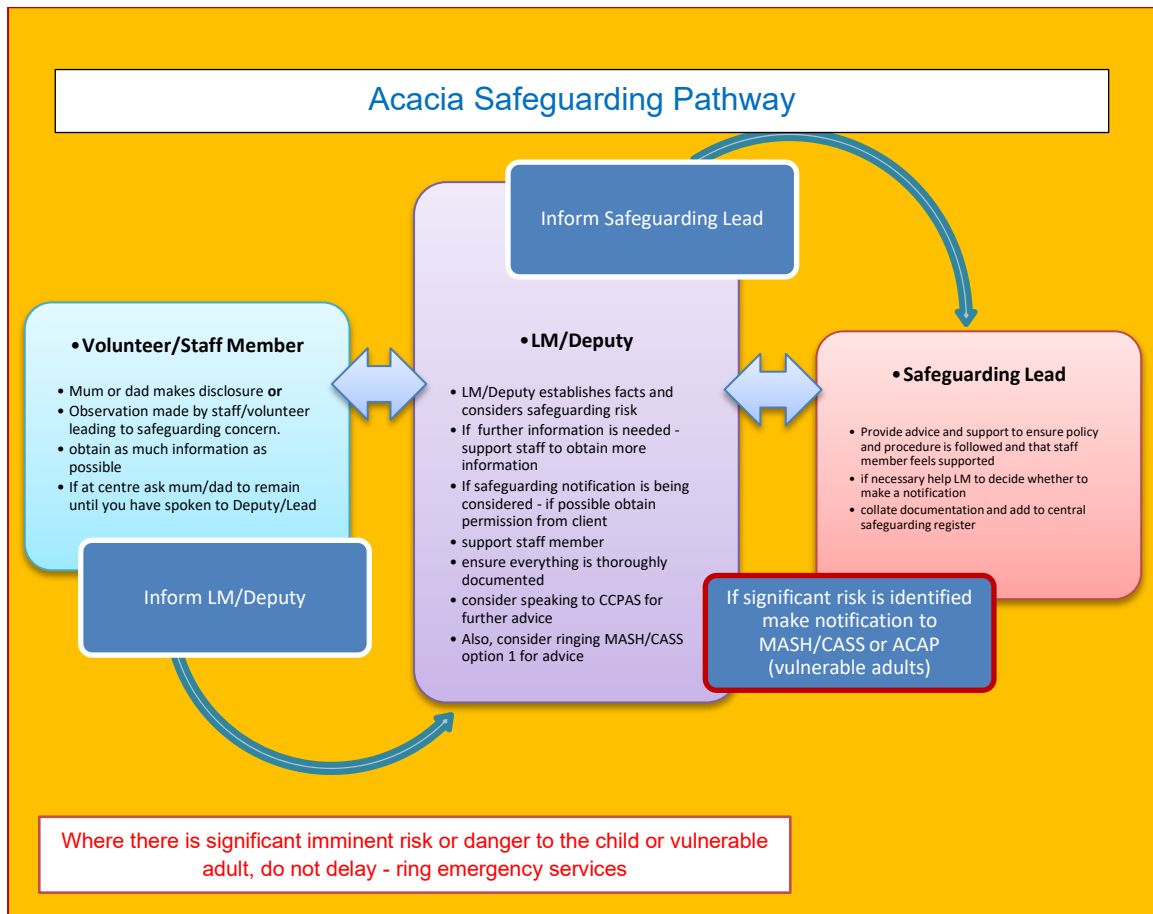 Acacia Safeguarding Pathway
Inform Safeguarding Lead
•Volunteer/Staff Member
• Mum or dad makes disclosure or
• Observation made by staff/volunteer
leading to safeguarding concern.
• obtain as much information as
possible
• If at centre ask mum/dad to remain
until you have spoken to Deputy/Lead
Inform LM/Deputy
•LM/Deputy
• LM/Deputy establishes facts and
considers safeguarding risk
• If  further information is needed -
support staff to obtain more
information
• If safeguarding notification is being
considered - if possible obtain
permission from client
• support staff member
• ensure everything is thoroughly
documented
• consider speaking to CCPAS for
further advice
• Also, consider ringing MASH/CASS
option 1 for advice
•Safeguarding Lead
• Provide advice and support to ensure policy
and procedure is followed and that staff
member feels supported
• if necessary help LM to decide whether to
make a notification
• collate documentation and add to central
safeguarding register
If significant risk is identified
make notification to
MASH/CASS or ACAP
(vulnerable adults)
Where there is significant imminent risk or danger to the child or vulnerable
adult, do not delay - ring emergency services